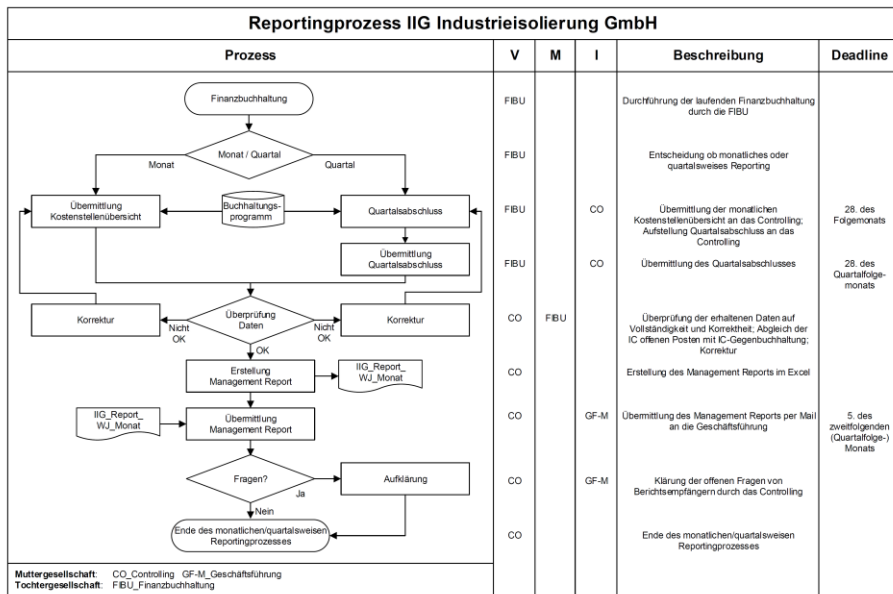 Reportingprozess IIG Industrieisolierung GmbH
Prozess V M I Beschreibung Deadline
Finanzbuchhaltung
FIBU
Durchführung der laufenden Finanzbuchhaltung
durch die FIBU
Monat / Quartal
Monat
Quartal
FIBU
Entscheidung ob monatliches oder
quartalsweises Reporting
Übermittlung
Kostenstellenübersicht
Buchhaltungs-
programm
Quartalsabschluss
FIBU
CO
Übermittlung der monatlichen
Kostenstellenübersicht an das Controlling;
Aufstellung Quartalsabschluss an das
Controlling
28. des
Folgemonats
Übermittlung
Quartalsabschluss
FIBU
CO
Übermittlung des Quartalsabschlusses
28. des
Quartalfolge-
monats
Korrektur
Nicht
OK
Überprüfung
Daten
Nicht
OK
Korrektur
OK
CO
FIBU
Überprüfung der erhaltenen Daten auf
Vollständigkeit und Korrektheit; Abgleich der
IC offenen Posten mit IC-Gegenbuchhaltung;
Korrektur
Erstellung
Management Report
IIG_Report_
WJ_Monat
CO
Erstellung des Management Reports im Excel
IIG_Report_
WJ_Monat
Übermittlung
Management Report
CO
GF-M
Übermittlung des Management Reports per Mail
an die Geschäftsführung
5. des
zweitfolgenden
(Quartalfolge-)
Monats
Fragen?
Ja
Aufklärung
Nein
CO
GF-M
Klärung der offenen Fragen von
Berichtsempfängern durch das Controlling
Ende des monatlichen/quartalsweisen
Reportingprozesses
CO
Ende des monatlichen/quartalsweisen
Reportingprozesses
Muttergesellschaft: CO_Controlling GF-M_Geschäftsführung
Tochtergesellschaft: FIBU_Finanzbuchhaltung